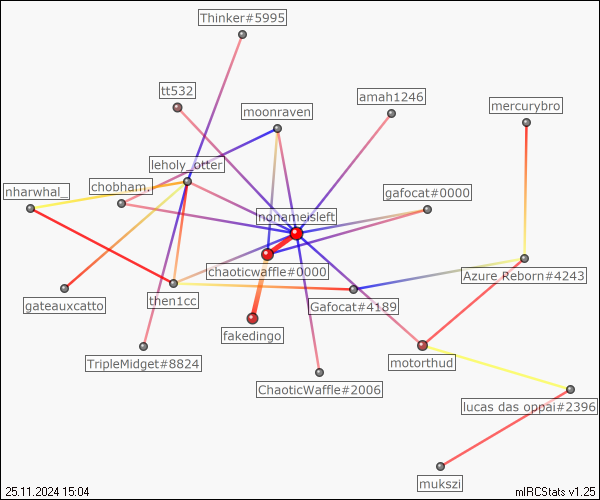 Thinker#5995
tt532
amah1246
mercurybro
moonraven
leholy_otter
nharwhal_
chobham.
gafocat#0000
nonameisleft
chaoticwaffle#0000
Azure Reborn#4243
gateauxcatto
then1cc
Gafocat#4189
fakedingo
TripleMidget#8824
motorthud
ChaoticWaffle#2006
lucas das oppai#2396
mukszi
25.11.2024 15:04
mIRCStats v1.25